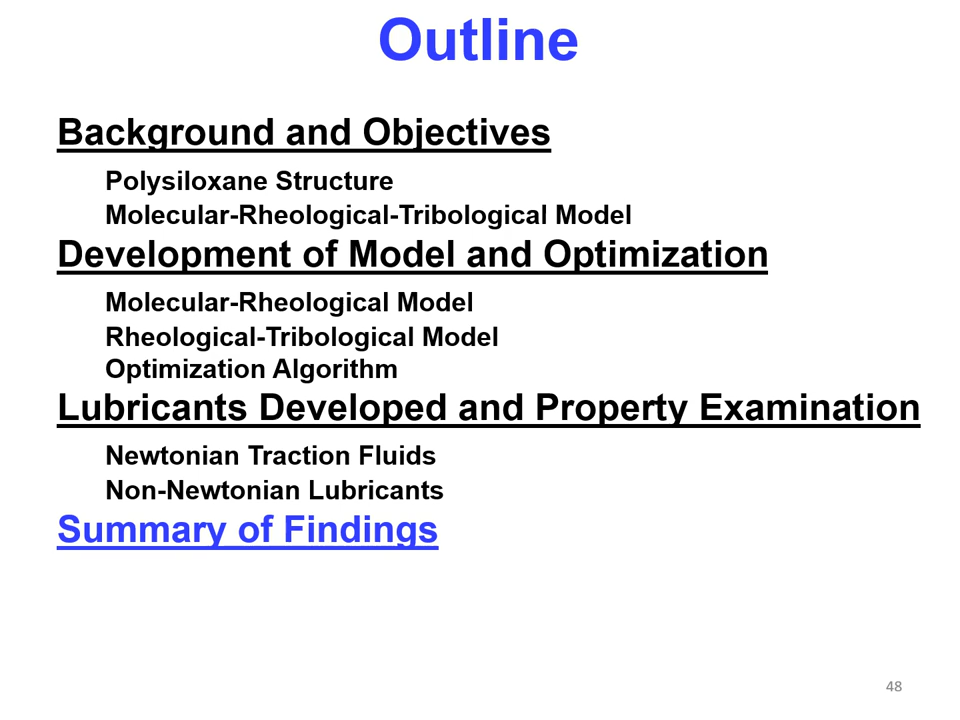 Outline
Background and Objectives
Polysiloxane Structure
Molecular-Rheological-Tribological Model
Development of Model and Optimization
Molecular-Rheological Model
Rheological-Tribological Model
Optimization Algorithm
Lubricants Developed and Property Examination
Newtonian Traction Fluids
Non-Newtonian Lubricants
Summary of Findings
48